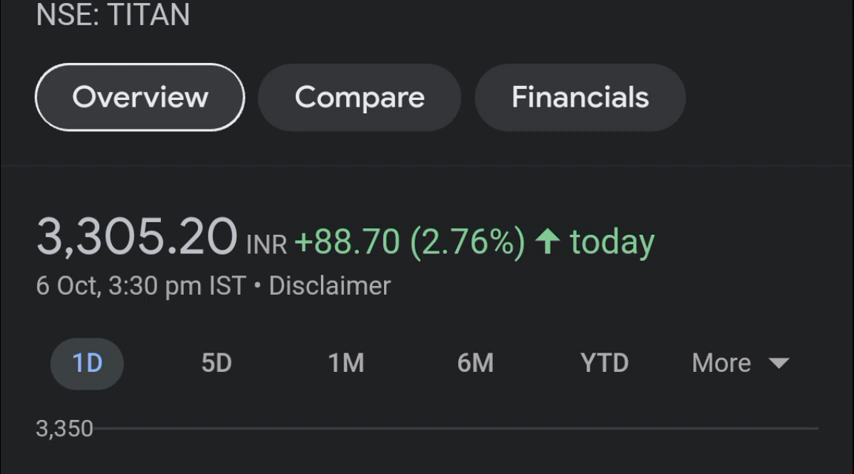 NSE: TITAN
Overview Compare Financials
3,305.20 INR +88.70 (2.76%) ↑ today
6 Oct, 3:30 pm IST • Disclaimer
1D 5D 1M 6M YTD More
3,350